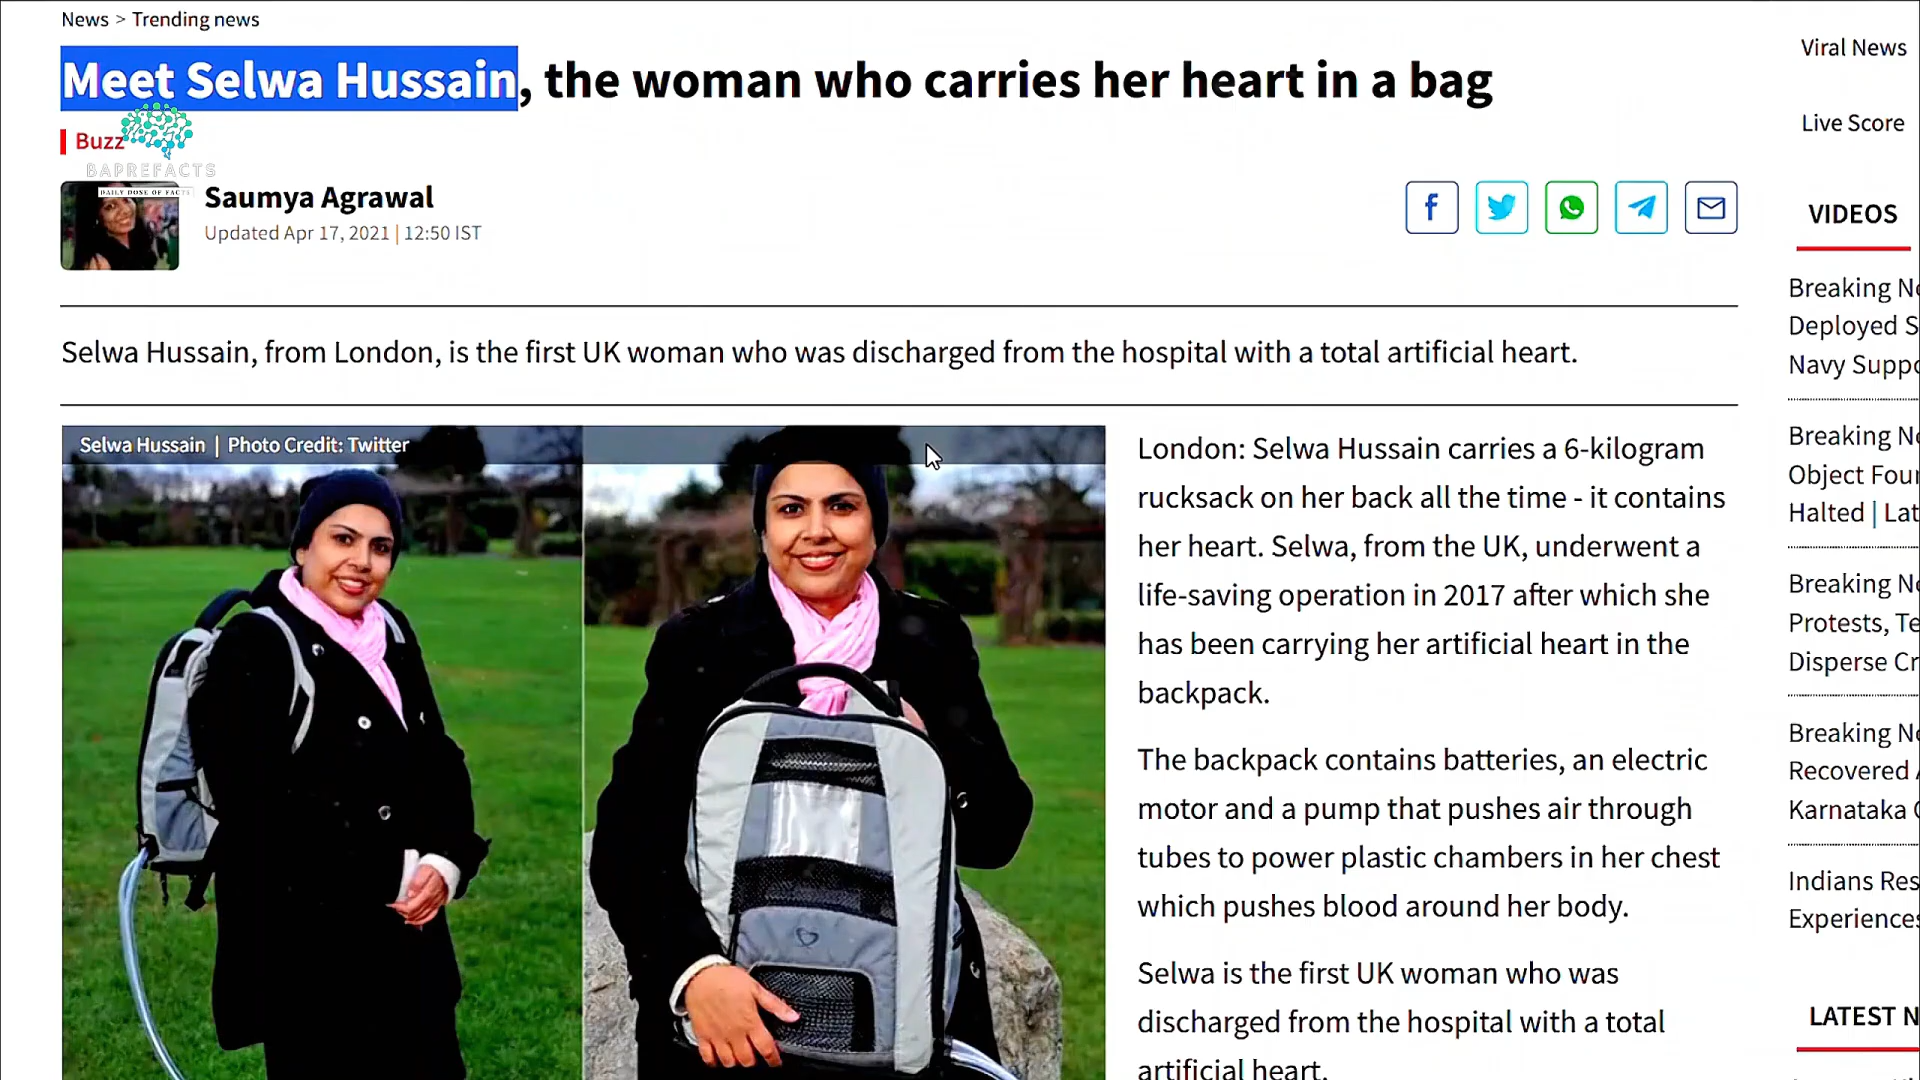 News > Trending news
Meet Selwa Hussain, the woman who carries her heart in a bag
Buzz
BAPREFACTS
DAILY DOSE OF FACTS
Saumya Agrawal
Updated Apr 17, 2021 | 12:50 IST
Selwa Hussain, from London, is the first UK woman who was discharged from the hospital with a total artificial heart.
Selwa Hussain | Photo Credit: Twitter
London: Selwa Hussain carries a 6-kilogram
rucksack on her back all the time - it contains
her heart. Selwa, from the UK, underwent a
life-saving operation in 2017 after which she
has been carrying her artificial heart in the
backpack.
The backpack contains batteries, an electric
motor and a pump that pushes air through
tubes to power plastic chambers in her chest
which pushes blood around her body.
Selwa is the first UK woman who was
discharged from the hospital with a total
artificial heart.
Viral News
Live Score
VIDEOS
Breaking
Deployed
Navy
Breaking
Object
Halted |
Breaking
Protests,
Disperse
Breaking
Recovered
Karnataka
Indians
Experiences
LATEST